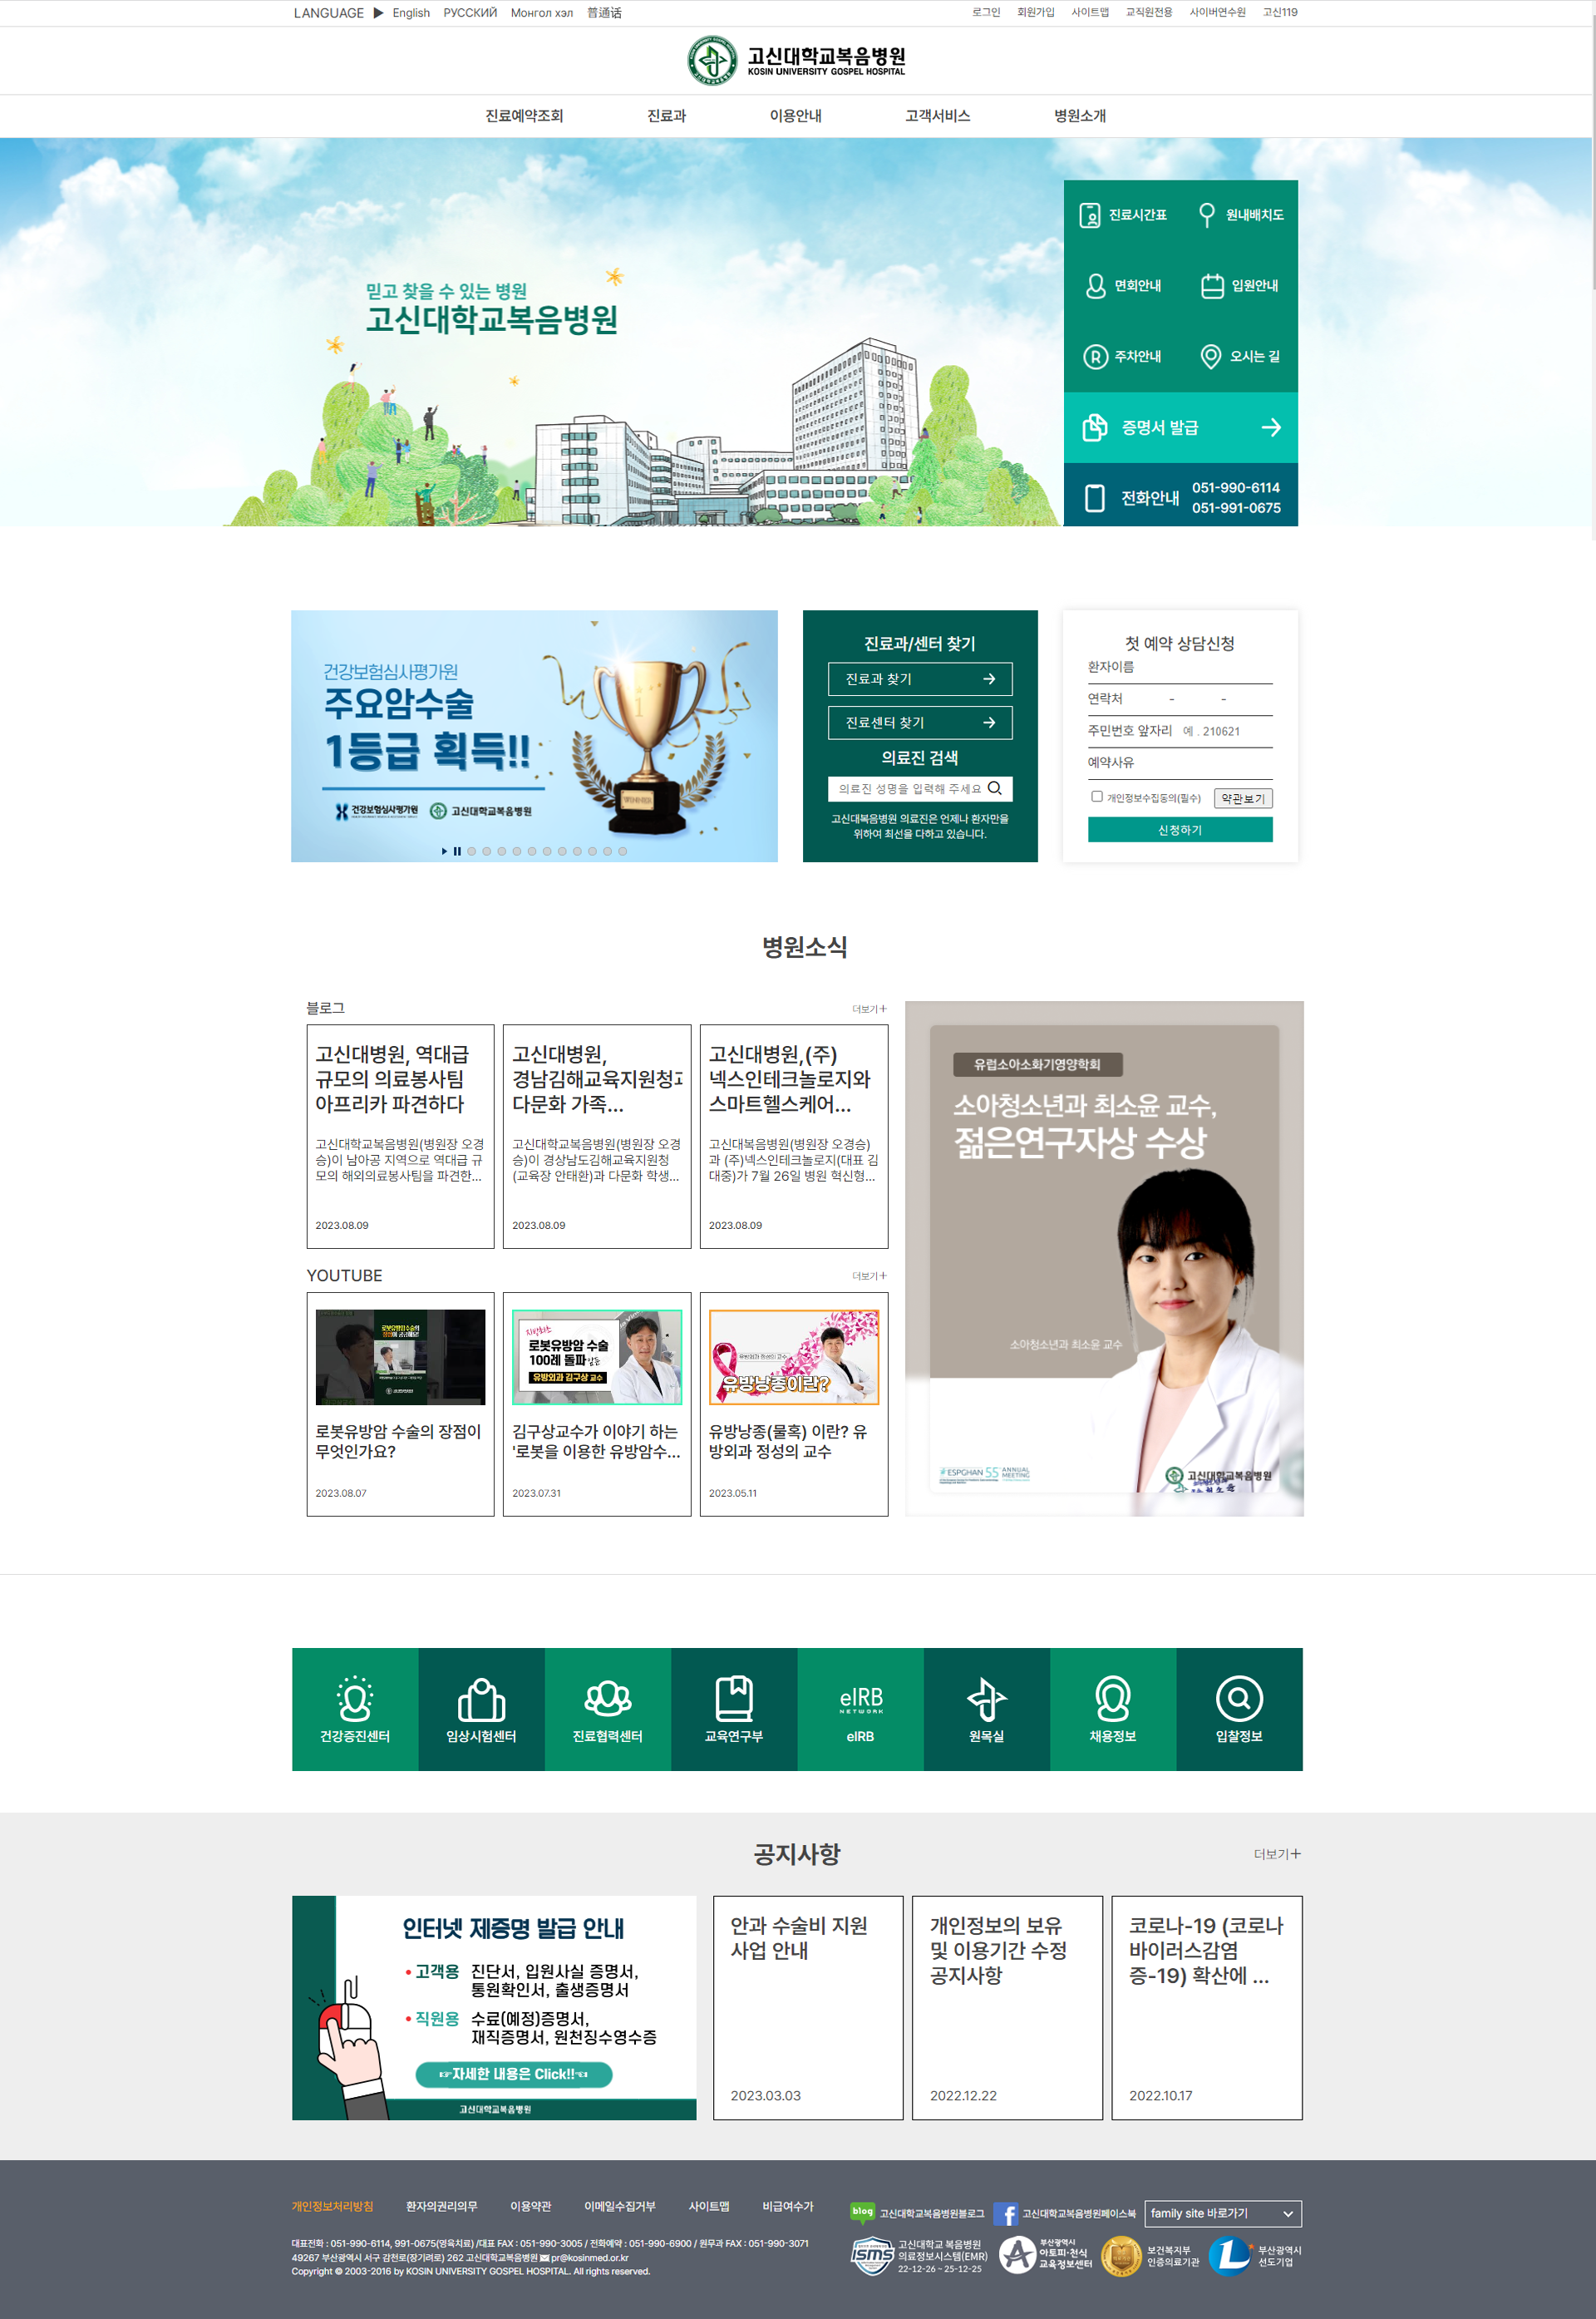 LANGUAGE ▶ English РУССКИЙ Монгол хэл 普通话
로그인 회원가입 사이트맵 교직원전용 사이버연수원 고신119
고신대학교복음병원
KOSIN UNIVERSITY GOSPEL HOSPITAL
진료예약조회 진료과 이용안내 고객서비스 병원소개
믿고 찾을 수 있는 병원
고신대학교복음병원
진료시간표 원내배치도
면회안내 입원안내
주차안내 오시는 길
증명서 발급
전화안내 051-990-6114
051-991-0675
건강보험심사평가원
주요암수술
1등급 획득!!
건강보험심사평가원 고신대학교복음병원
1
WINNER
진료과/센터 찾기
진료과 찾기
진료센터 찾기
의료진 검색
의료진 성명을 입력해 주세요
고신대복음병원 의료진은 언제나 환자만을
위하여 최선을 다하고 있습니다.
첫 예약 상담신청
환자이름
연락처 - -
주민번호 앞자리 예 . 210621
예약사유
개인정보수집동의(필수) 약관보기
신청하기
병원소식
블로그 더보기+
고신대병원, 역대급
규모의 의료봉사팀
아프리카 파견하다
고신대학교복음병원(병원장 오경
승)이 남아공 지역으로 역대급 규
모의 해외의료봉사팀을 파견한...
2023.08.09
고신대병원,
경남김해교육지원청과
다문화 가족...
고신대학교복음병원(병원장 오경
승)이 경상남도김해교육지원청
(교육장 안태환)과 다문화 학생...
2023.08.09
고신대병원,(주)
넥스인테크놀로지와
스마트헬스케어...
고신대복음병원(병원장 오경승)
과 (주)넥스인테크놀로지(대표 김
대중)가 7월 26일 병원 혁신형...
2023.08.09
YOUTUBE 더보기+
로봇유방암수술의
로봇유방암 수술의 장점이
무엇인가요?
2023.08.07
로봇유방암 수술
100례 돌파
유방외과 김구상 교수
김구상교수가 이야기 하는
'로봇을 이용한 유방암수...
2023.07.31
유방외과 정성의 교수
유방낭종이란?
유방낭종(물혹) 이란? 유
방외과 정성의 교수
2023.05.11
유럽소아소화기영양학회
소아청소년과 최소윤 교수,
젊은연구자상 수상
소아청소년과 최소윤 교수
ESPGHAN 55 ANNUAL
MEETING
고신대학교복음병원
건강증진센터 임상시험센터 진료협력센터 교육연구부 eIRB NETWORK eIRB 원목실 채용정보 입찰정보
공지사항 더보기+
인터넷 제증명 발급 안내
• 고객용 진단서, 입원사실 증명서,
통원확인서, 출생증명서
• 직원용 수료(예정)증명서,
재직증명서, 원천징수영수증
☞자세한 내용은 Click!!☜
고신대학교복음병원
안과 수술비 지원
사업 안내
2023.03.03
개인정보의 보유
및 이용기간 수정
공지사항
2022.12.22
코로나-19 (코로나
바이러스감염
증-19) 확산에 ...
2022.10.17
개인정보처리방침 환자의권리의무 이용약관 이메일수집거부 사이트맵 비급여수가
대표전화 : 051-990-6114, 991-0675(영육치료) /대표 FAX : 051-990-3005 / 전화예약 : 051-990-6900 / 원무과 FAX : 051-990-3071
49267 부산광역시 서구 감천로(장기려로) 262 고신대학교복음병원 pr@kosinmed.or.kr
Copyright © 2003-2016 by KOSIN UNIVERSITY GOSPEL HOSPITAL. All rights reserved.
blog 고신대학교복음병원블로그 f 고신대학교복음병원페이스북 family site 바로가기
ISMS 고신대학교 복음병원
의료정보시스템(EMR)
22-12-26 ~ 25-12-25
부산광역시
아토피·천식
교육정보센터
보건복지부
인증의료기관
부산광역시
선도기업